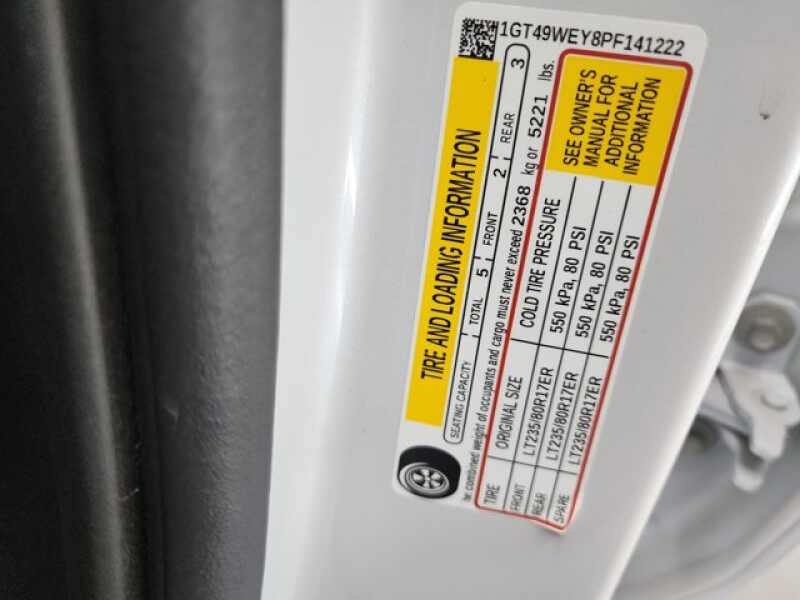 1GT49WEY8PF141222
TIRE AND LOADING INFORMATION
SEATING CAPACITY TOTAL 5 FRONT 2 REAR 3
combined weight of occupants and cargo must never exceed 2368 kg or 5221 lbs.
TIRE ORIGINAL SIZE COLD TIRE PRESSURE
FRONT LT235/80R17ER 550 kPa, 80 PSI
REAR LT235/80R17ER 550 kPa, 80 PSI
SPARE LT235/80R17ER 550 kPa, 80 PSI
SEE OWNER'S
MANUAL FOR
ADDITIONAL
INFORMATION